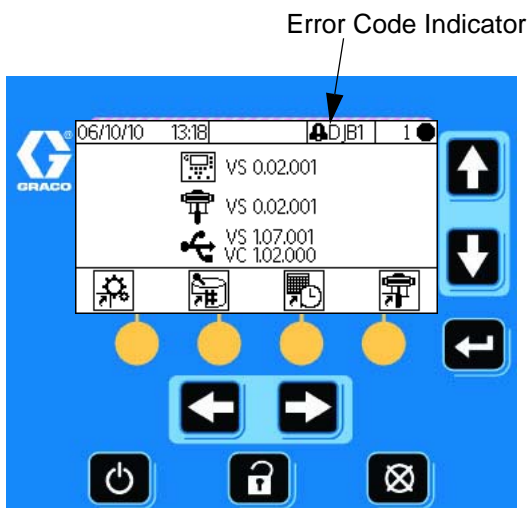 Error Code Indicator
06/10/10 13:18 DJB1 1
VS 0.02.001
GRACO
VS 0.02.001
VS 1.07.001
VC 1.02.000